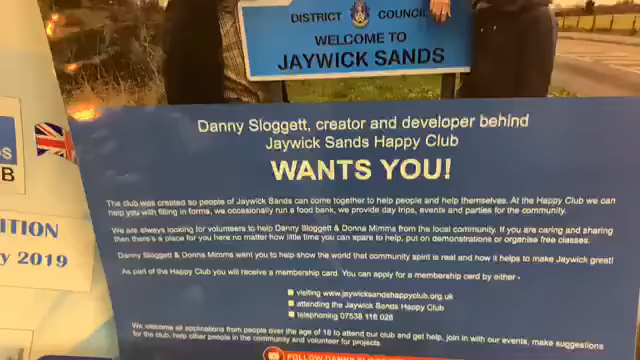 DISTRICT COUNCIL
WELCOME TO
JAYWICK SANDS
Danny Sloggett, creator and developer behind
Jaywick Sands Happy Club
WANTS YOU!
The club was created so people of Jaywick Sands can come together to help people and help themselves. At the Happy Club we can
help you with filling in forms, we occasionally run a food bank, we provide day trips, events and parties for the community.
We are always looking for volunteers to help Danny Sloggett & Donna Mimma from the local community. If you are caring and sharing
then there's a place for you here no matter how little time you can spare to help, put on demonstrations or organise free classes.
Danny Sloggett & Donna Mimma want you to help show the world that community spirit is real and how it helps to make Jaywick great!
As part of the Happy Club you will receive a membership card. You can apply for a membership card by either -
visiting www.jaywicksandshappyclub.org.uk
attending the Jaywick Sands Happy Club
telephoning 07538 116 028
We welcome all applications from people over the age of 18 to attend our club and get help, join in with our events, make suggestions
for the club, help other people in the community and volunteer for projects.
FOLLOW DANNY
B
ITION
2019